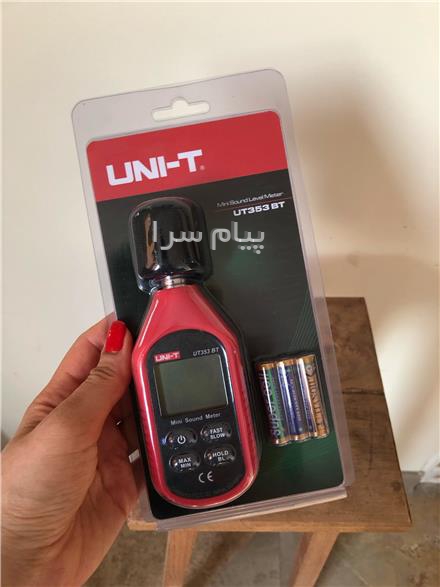 UNI-T®
Mini Sound Level Meter
UT353 BT
پیام سرا
UNI-T UT353 BT
Mini Sound Meter
FAST
SLOW
MAX
MIN
HOLD
BL
CE